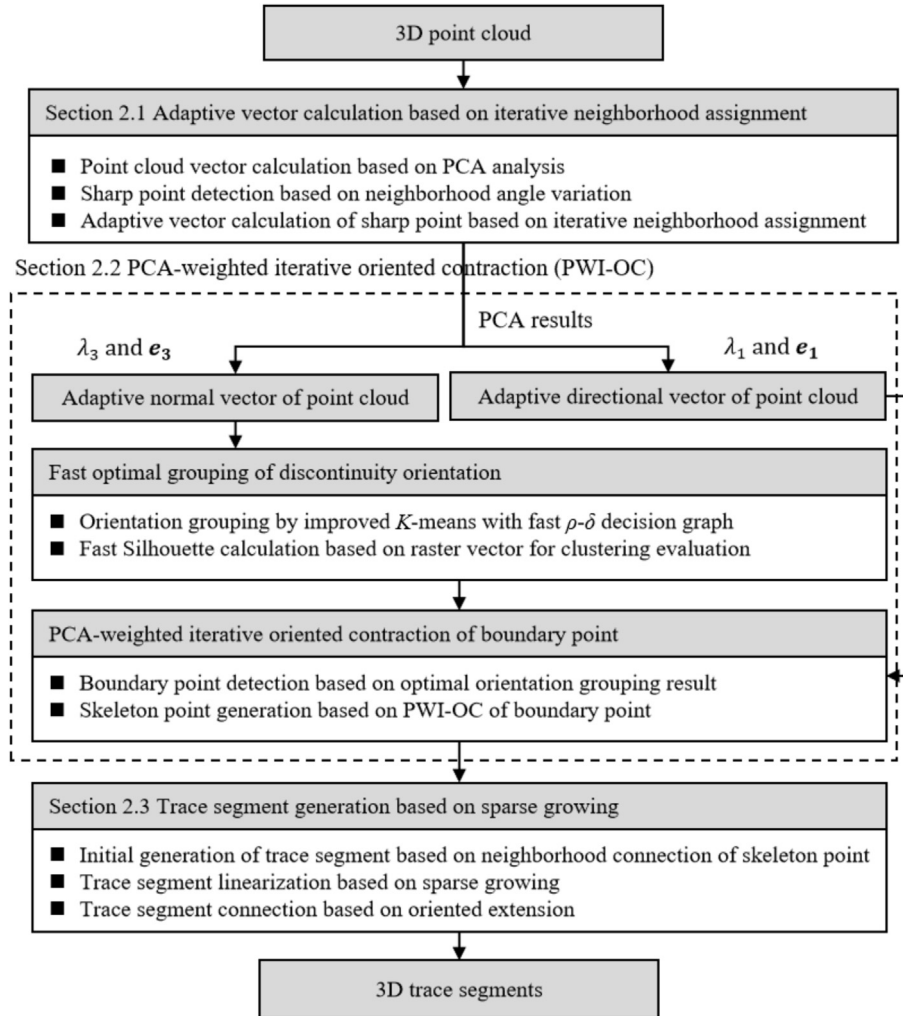 3D point cloud
Section 2.1 Adaptive vector calculation based on iterative neighborhood assignment
■ Point cloud vector calculation based on PCA analysis
■ Sharp point detection based on neighborhood angle variation
■ Adaptive vector calculation of sharp point based on iterative neighborhood assignment
Section 2.2 PCA-weighted iterative oriented contraction (PWI-OC)
PCA results
λ₃ and e₃
λ₁ and e₁
Adaptive normal vector of point cloud
Adaptive directional vector of point cloud
Fast optimal grouping of discontinuity orientation
■ Orientation grouping by improved K-means with fast ρ-δ decision graph
■ Fast Silhouette calculation based on raster vector for clustering evaluation
PCA-weighted iterative oriented contraction of boundary point
■ Boundary point detection based on optimal orientation grouping result
■ Skeleton point generation based on PWI-OC of boundary point
Section 2.3 Trace segment generation based on sparse growing
■ Initial generation of trace segment based on neighborhood connection of skeleton point
■ Trace segment linearization based on sparse growing
■ Trace segment connection based on oriented extension
3D trace segments